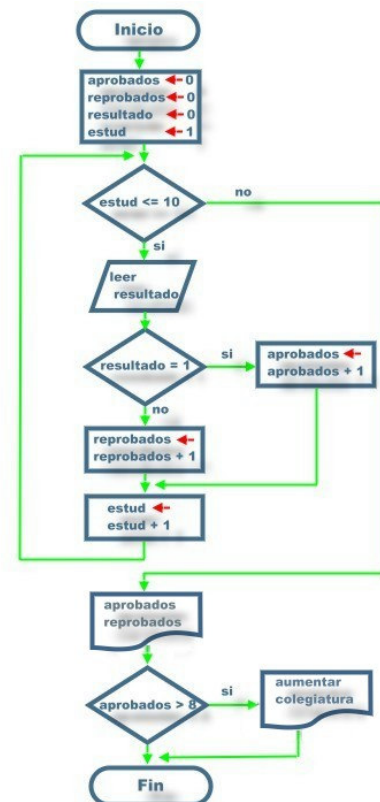 Inicio
aprobados ← 0
reprobados ← 0
resultado ← 0
estud ← 1
estud <= 10
no
si
leer
resultado
resultado = 1
si
aprobados ←
aprobados + 1
no
reprobados ←
reprobados + 1
estud ←
estud + 1
aprobados
reprobados
aprobados > 8
si
aumentar
colegiatura
Fin